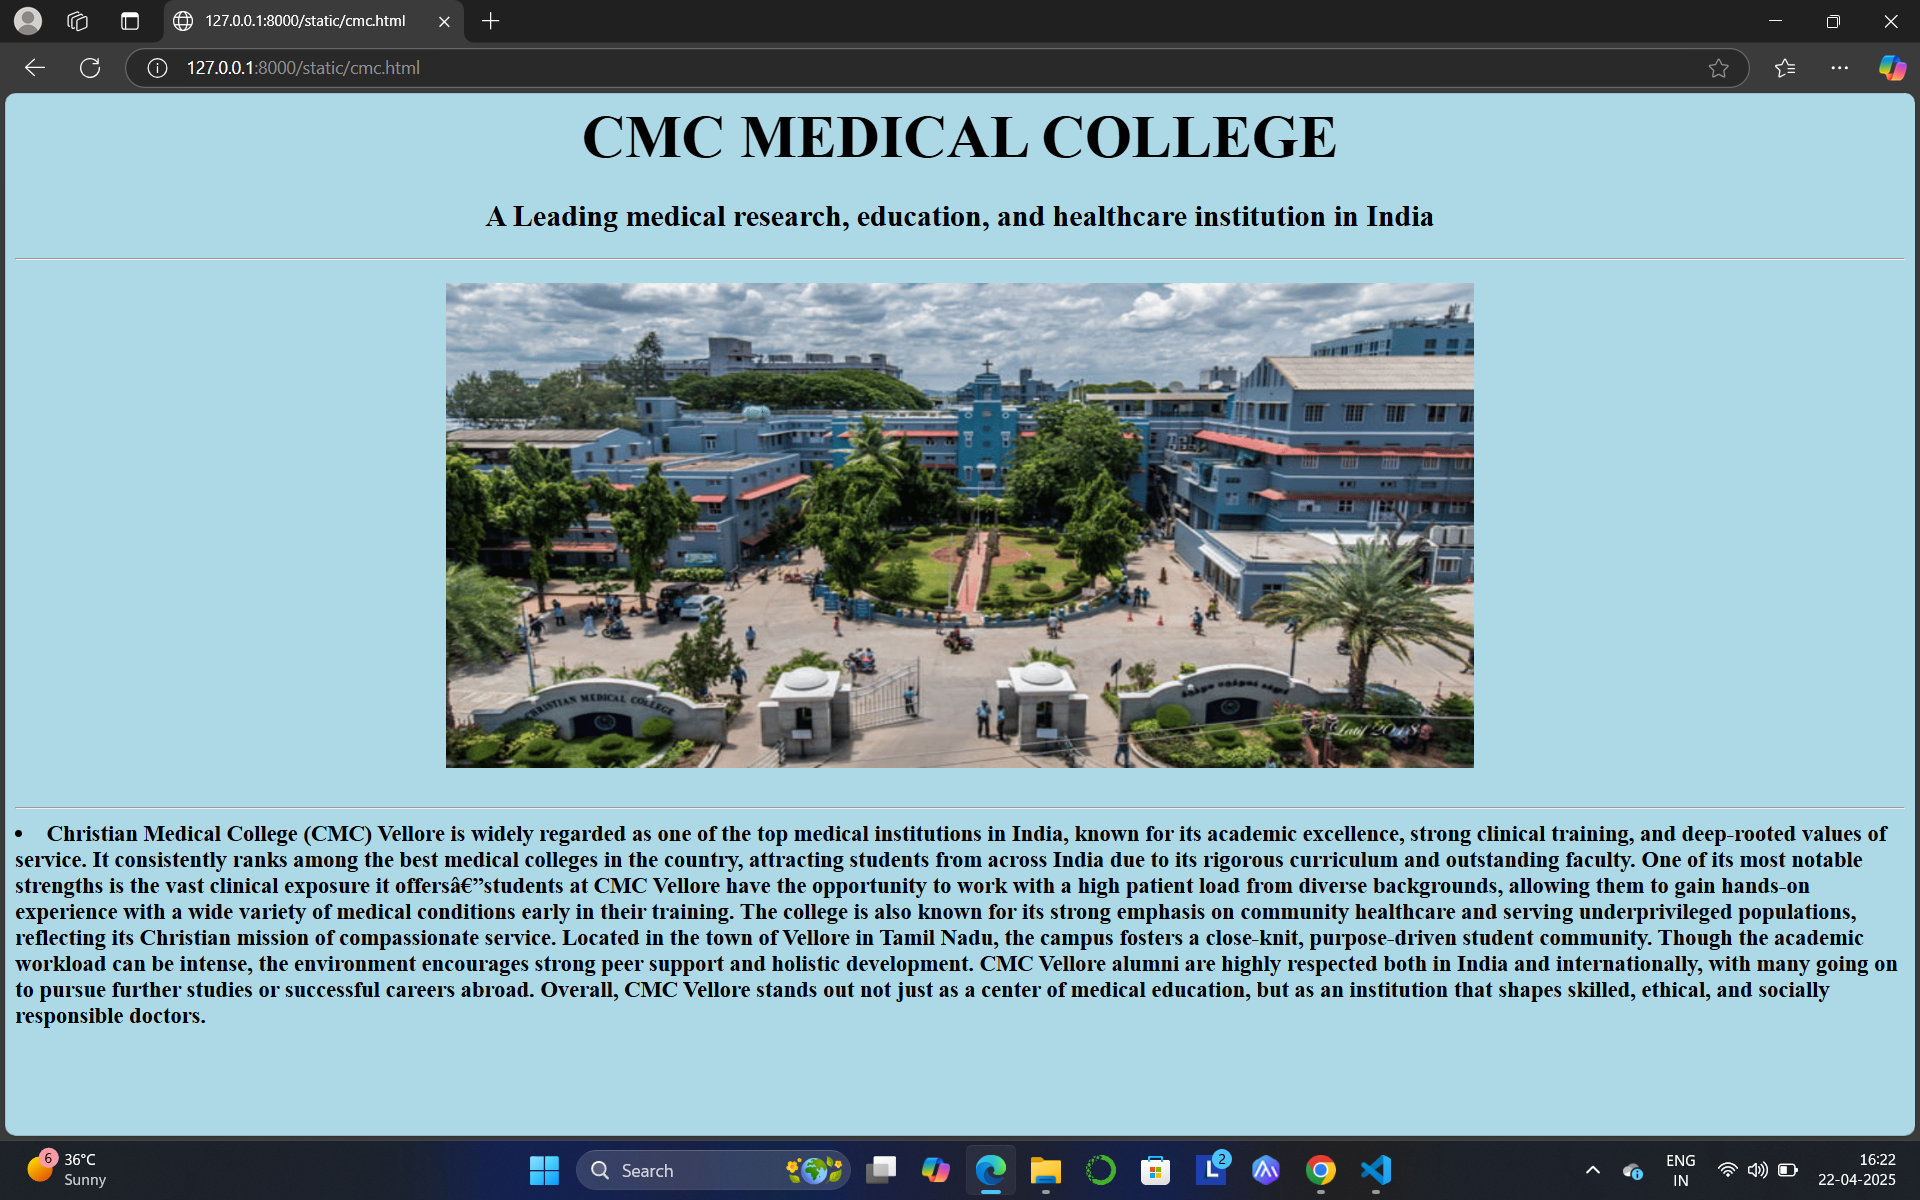 127.0.0.1:8000/static/cmc.html
127.0.0.1:8000/static/cmc.html
CMC MEDICAL COLLEGE
A Leading medical research, education, and healthcare institution in India
CHRISTIAN MEDICAL COLLEGE
Latif 2018
• Christian Medical College (CMC) Vellore is widely regarded as one of the top medical institutions in India, known for its academic excellence, strong clinical training, and deep-rooted values of
service. It consistently ranks among the best medical colleges in the country, attracting students from across India due to its rigorous curriculum and outstanding faculty. One of its most notable
strengths is the vast clinical exposure it offersâ€”students at CMC Vellore have the opportunity to work with a high patient load from diverse backgrounds, allowing them to gain hands-on
experience with a wide variety of medical conditions early in their training. The college is also known for its strong emphasis on community healthcare and serving underprivileged populations,
reflecting its Christian mission of compassionate service. Located in the town of Vellore in Tamil Nadu, the campus fosters a close-knit, purpose-driven student community. Though the academic
workload can be intense, the environment encourages strong peer support and holistic development. CMC Vellore alumni are highly respected both in India and internationally, with many going on
to pursue further studies or successful careers abroad. Overall, CMC Vellore stands out not just as a center of medical education, but as an institution that shapes skilled, ethical, and socially
responsible doctors.
6
36°C
Sunny
Search
L
2
ENG
IN
16:22
22-04-2025